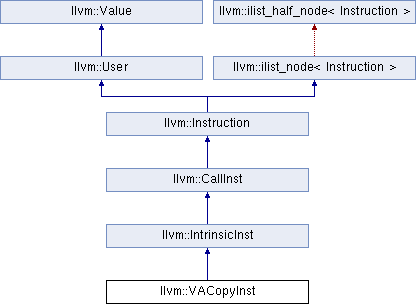 llvm::Value
llvm::ilist_half_node< Instruction >
llvm::User
llvm::ilist_node< Instruction >
llvm::Instruction
llvm::CallInst
llvm::IntrinsicInst
llvm::VACopyInst